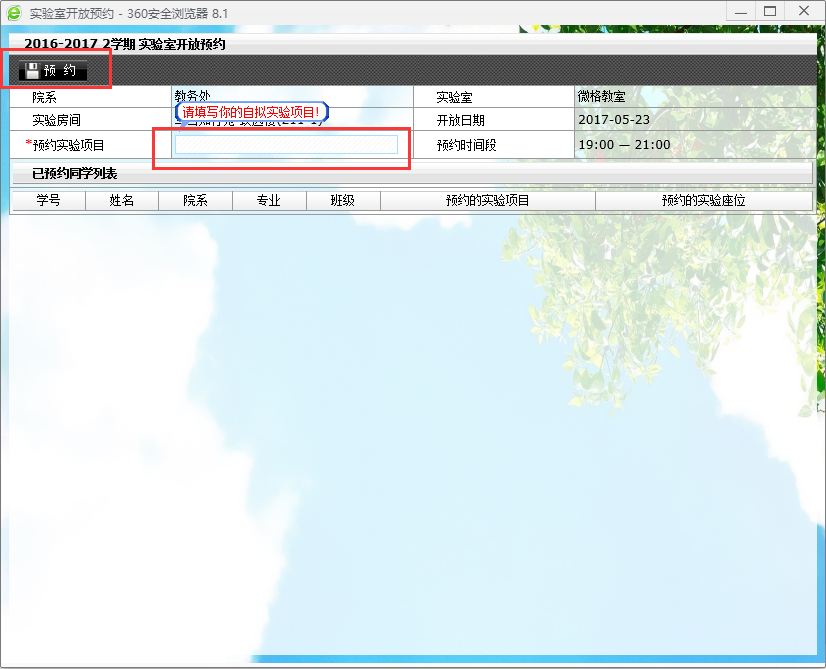 实验室开放预约 - 360安全浏览器 8.1
2016-2017 2学期 实验室开放预约
预 约
院系 教务处 实验室 微格教室
请填写你的自拟实验项目!
实验房间 开放日期 2017-05-23
*预约实验项目 预约时间段 19:00 — 21:00
已预约同学列表
学号 姓名 院系 专业 班级 预约的实验项目 预约的实验座位